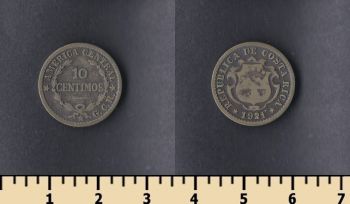 AMERICA CENTRAL
10
CENTIMOS
G.C.R.
REPUBLICA DE COSTA RICA
1921
1 2 3 4 5 6 7